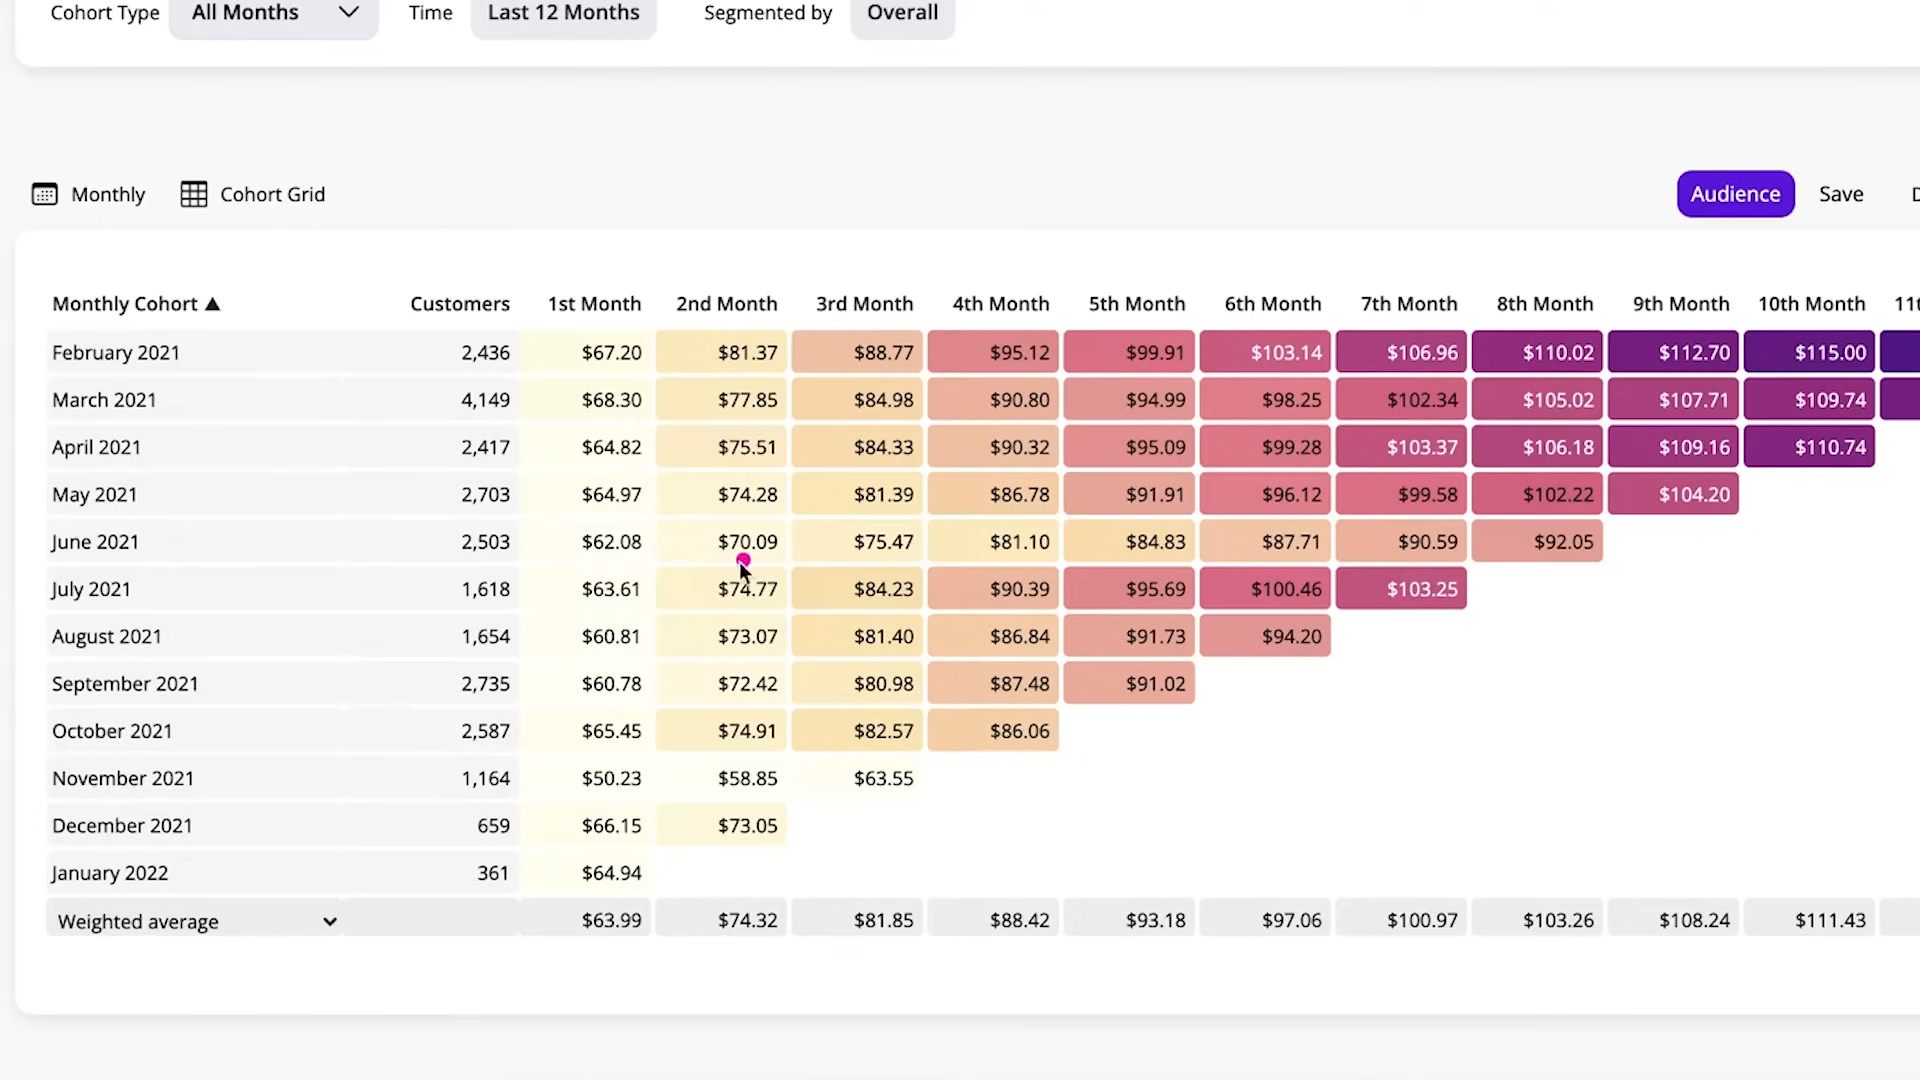 Cohort Type All Months Time Last 12 Months Segmented by Overall
Monthly Cohort Grid Audience Save
Monthly Cohort ▲ Customers 1st Month 2nd Month 3rd Month 4th Month 5th Month 6th Month 7th Month 8th Month 9th Month 10th Month
February 2021 2,436 $67.20 $81.37 $88.77 $95.12 $99.91 $103.14 $106.96 $110.02 $112.70 $115.00
March 2021 4,149 $68.30 $77.85 $84.98 $90.80 $94.99 $98.25 $102.34 $105.02 $107.71 $109.74
April 2021 2,417 $64.82 $75.51 $84.33 $90.32 $95.09 $99.28 $103.37 $106.18 $109.16 $110.74
May 2021 2,703 $64.97 $74.28 $81.39 $86.78 $91.91 $96.12 $99.58 $102.22 $104.20
June 2021 2,503 $62.08 $70.09 $75.47 $81.10 $84.83 $87.71 $90.59 $92.05
July 2021 1,618 $63.61 $74.77 $84.23 $90.39 $95.69 $100.46 $103.25
August 2021 1,654 $60.81 $73.07 $81.40 $86.84 $91.73 $94.20
September 2021 2,735 $60.78 $72.42 $80.98 $87.48 $91.02
October 2021 2,587 $65.45 $74.91 $82.57 $86.06
November 2021 1,164 $50.23 $58.85 $63.55
December 2021 659 $66.15 $73.05
January 2022 361 $64.94
Weighted average $63.99 $74.32 $81.85 $88.42 $93.18 $97.06 $100.97 $103.26 $108.24 $111.43